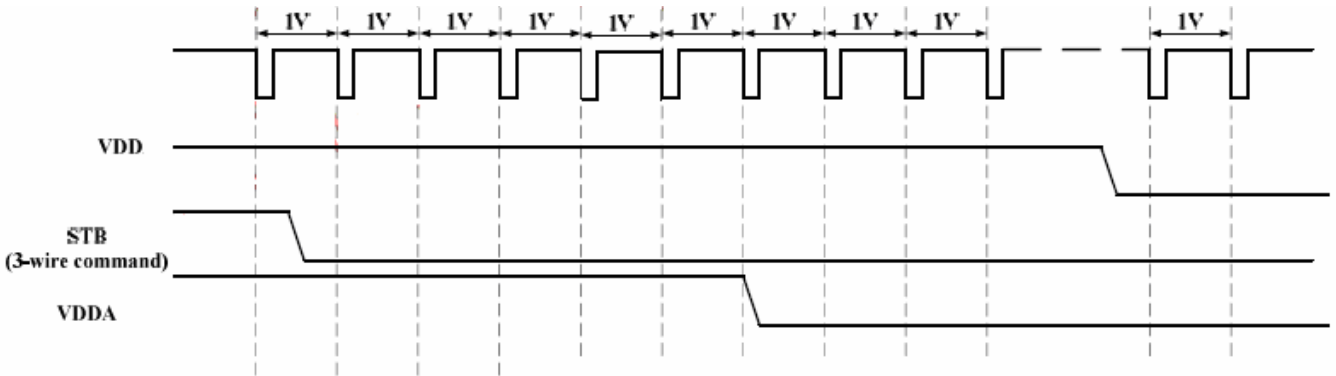 1V 1V 1V 1V 1V 1V 1V 1V 1V 1V
VDD
STB
(3-wire command)
VDDA